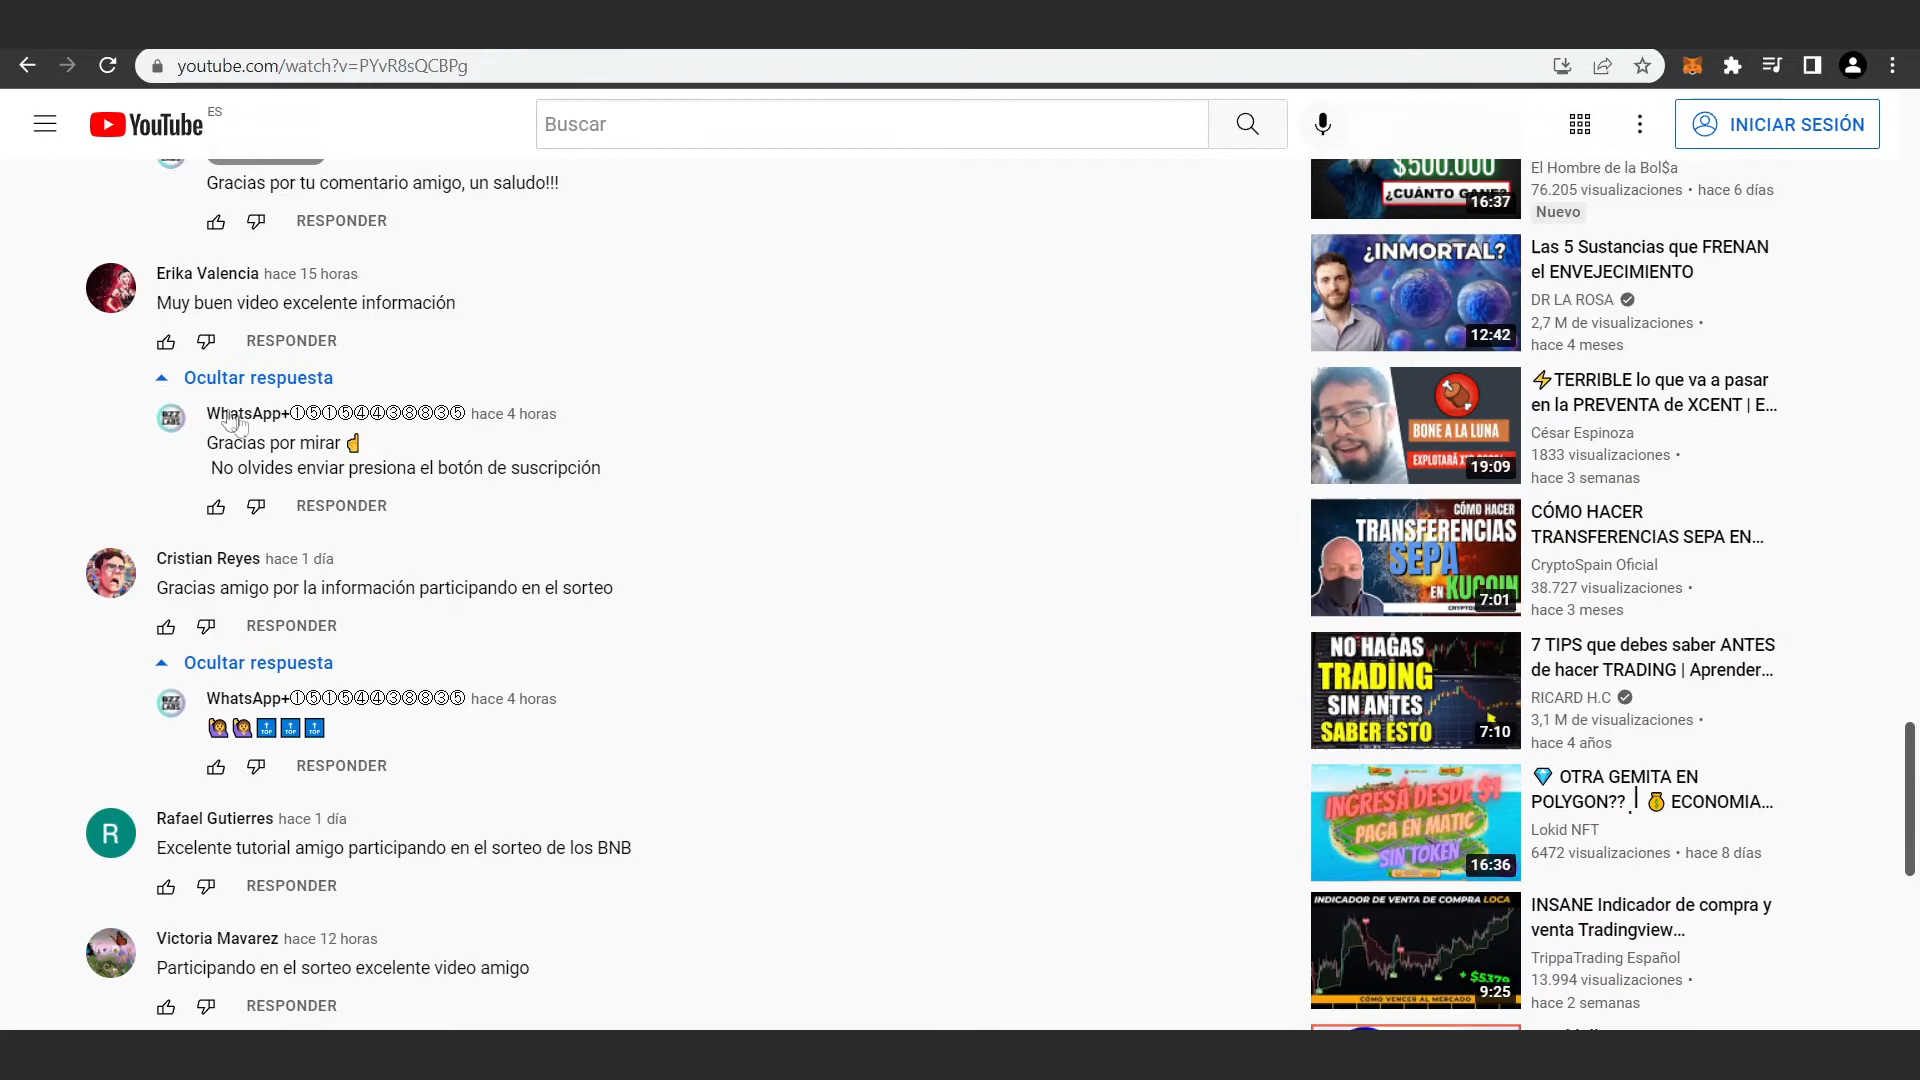 youtube.com/watch?v=PYvR8sQCBPg
YouTube ES
Buscar
INICIAR SESIÓN
Gracias por tu comentario amigo, un saludo!!!
RESPONDER
Erika Valencia hace 15 horas
Muy buen video excelente información
RESPONDER
Ocultar respuesta
BZZ LABS
WhatsApp+①⑤①⑤④④③⑧⑧③⑤ hace 4 horas
Gracias por mirar☝
No olvides enviar presiona el botón de suscripción
RESPONDER
Cristian Reyes hace 1 día
Gracias amigo por la información participando en el sorteo
RESPONDER
Ocultar respuesta
BZZ LABS
WhatsApp+①⑤①⑤④④③⑧⑧③⑤ hace 4 horas
🙋‍♀️🙋‍♀️🔝🔝🔝
RESPONDER
R
Rafael Gutierres hace 1 día
Excelente tutorial amigo participando en el sorteo de los BNB
RESPONDER
Victoria Mavarez hace 12 horas
Participando en el sorteo excelente video amigo
RESPONDER
$500.000
¿CUÁNTO GANE?
16:37
El Hombre de la Bol$a
76.205 visualizaciones • hace 6 días
Nuevo
¿INMORTAL?
12:42
Las 5 Sustancias que FRENAN
el ENVEJECIMIENTO
DR LA ROSA
2,7 M de visualizaciones •
hace 4 meses
BONE A LA LUNA
EXPLOTARÁ
19:09
⚡TERRIBLE lo que va a pasar
en la PREVENTA de XCENT | E...
César Espinoza
1833 visualizaciones •
hace 3 semanas
CÓMO HACER
TRANSFERENCIAS
SEPA
EN KUCOIN
7:01
CÓMO HACER
TRANSFERENCIAS SEPA EN...
CryptoSpain Oficial
38.727 visualizaciones •
hace 3 meses
NO HAGAS
TRADING
SIN ANTES
SABER ESTO
7:10
7 TIPS que debes saber ANTES
de hacer TRADING | Aprender...
RICARD H.C
3,1 M de visualizaciones •
hace 4 años
INGRESÁ DESDE $1
PAGA EN MATIC
SIN TOKEN
16:36
💎 OTRA GEMITA EN
POLYGON?? | 💰 ECONOMIA...
Lokid NFT
6472 visualizaciones • hace 8 días
INDICADOR DE VENTA DE COMPRA LOCA
+ $5379
CÓMO VENCER AL MERCADO
9:25
INSANE Indicador de compra y
venta Tradingview...
TrippaTrading Español
13.994 visualizaciones •
hace 2 semanas